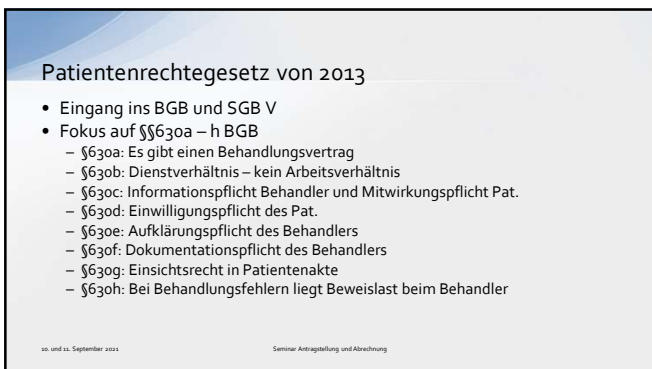 Patientenrechtegesetz von 2013
• Eingang ins BGB und SGB V
• Fokus auf §§630a – h BGB
– §630a: Es gibt einen Behandlungsvertrag
– §630b: Dienstverhältnis – kein Arbeitsverhältnis
– §630c: Informationspflicht Behandler und Mitwirkungspflicht Pat.
– §630d: Einwilligungspflicht des Pat.
– §630e: Aufklärungspflicht des Behandlers
– §630f: Dokumentationspflicht des Behandlers
– §630g: Einsichtsrecht in Patientenakte
– §630h: Bei Behandlungsfehlern liegt Beweislast beim Behandler
10. und 11. September 2021 Seminar Antragstellung und Abrechnung